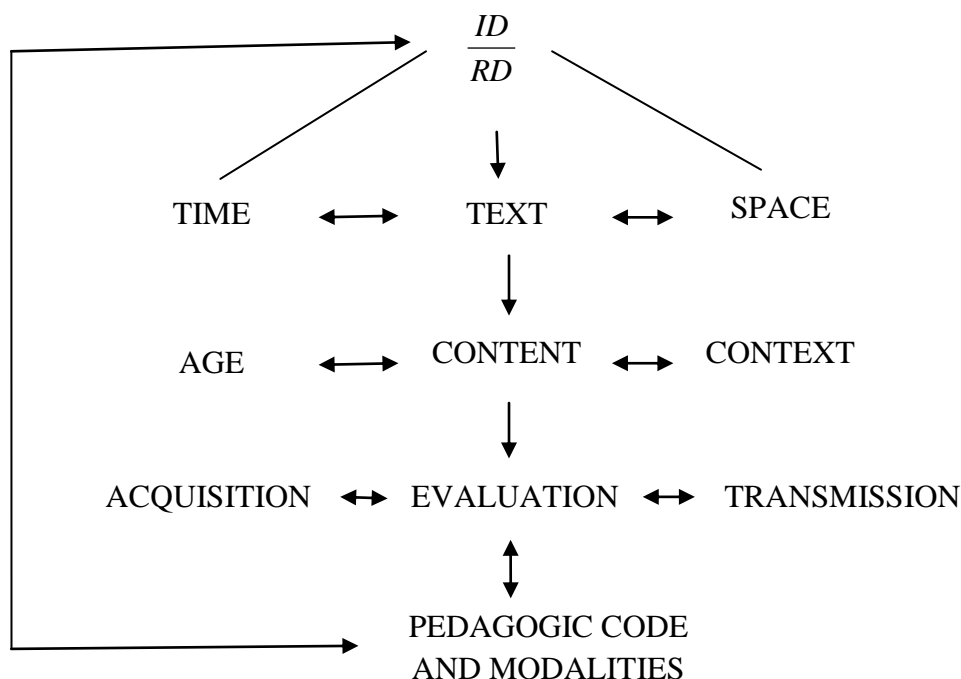 ID
RD
TIME TEXT SPACE
AGE CONTENT CONTEXT
ACQUISITION EVALUATION TRANSMISSION
PEDAGOGIC CODE
AND MODALITIES